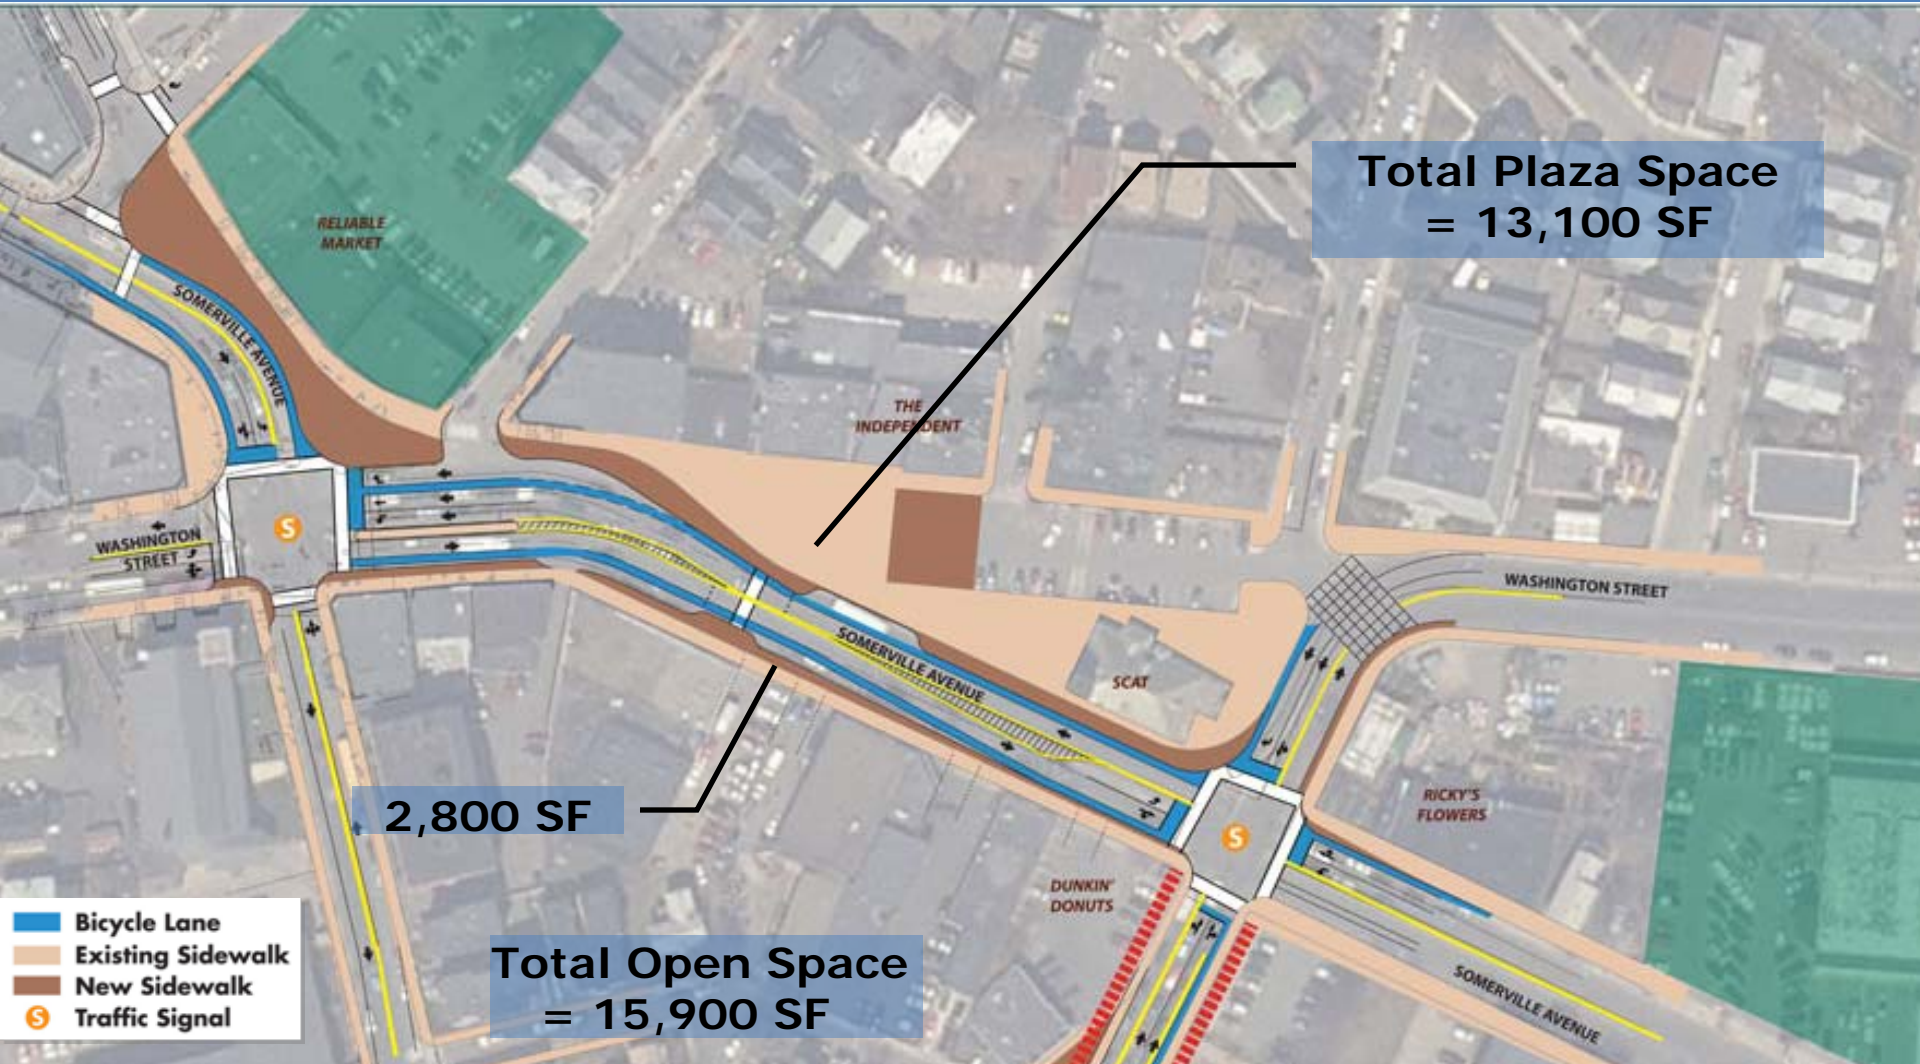 Total Plaza Space
= 13,100 SF
RELIABLE
MARKET
SOMERVILLE AVENUE
THE
INDEPENDENT
WASHINGTON
STREET
S
WASHINGTON STREET
SOMERVILLE AVENUE
SCAT
2,800 SF
RICKY'S
FLOWERS
S
DUNKIN'
DONUTS
Bicycle Lane
Existing Sidewalk
New Sidewalk
S Traffic Signal
Total Open Space
= 15,900 SF
SOMERVILLE AVENUE